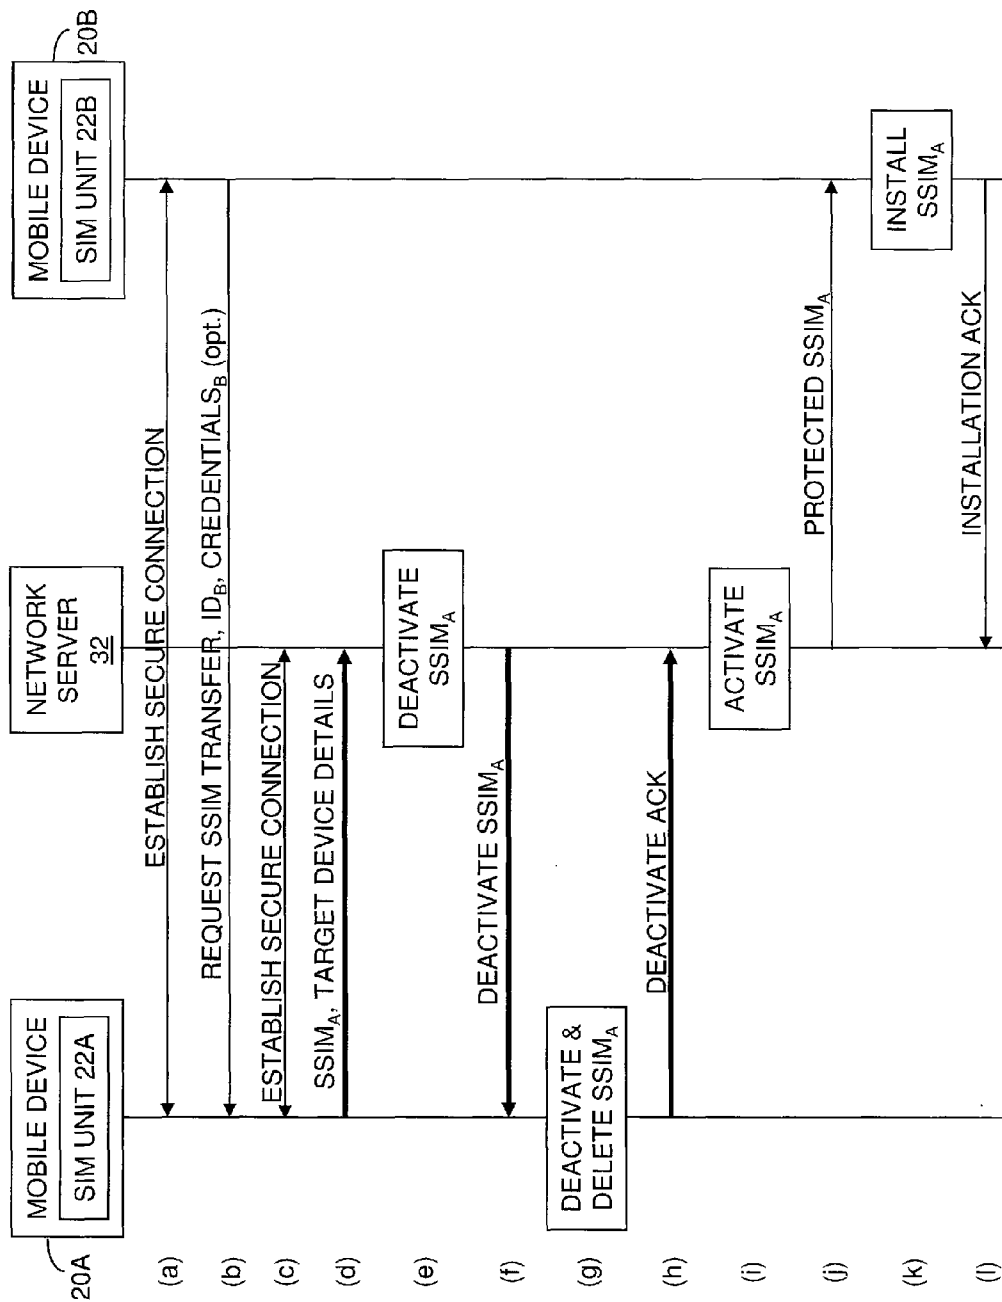 20A
MOBILE DEVICE
SIM UNIT 22A
NETWORK
SERVER
32
MOBILE DEVICE
SIM UNIT 22B
20B
(a)
ESTABLISH SECURE CONNECTION
(b)
REQUEST SSIM TRANSFER, ID_B, CREDENTIALS_B (opt.)
(c)
ESTABLISH SECURE CONNECTION
(d)
SSIM_A, TARGET DEVICE DETAILS
(e)
DEACTIVATE
SSIM_A
(f)
DEACTIVATE SSIM_A
(g)
DEACTIVATE &
DELETE SSIM_A
(h)
DEACTIVATE ACK
(i)
ACTIVATE
SSIM_A
(j)
PROTECTED SSIM_A
(k)
INSTALL
SSIM_A
(l)
INSTALLATION ACK